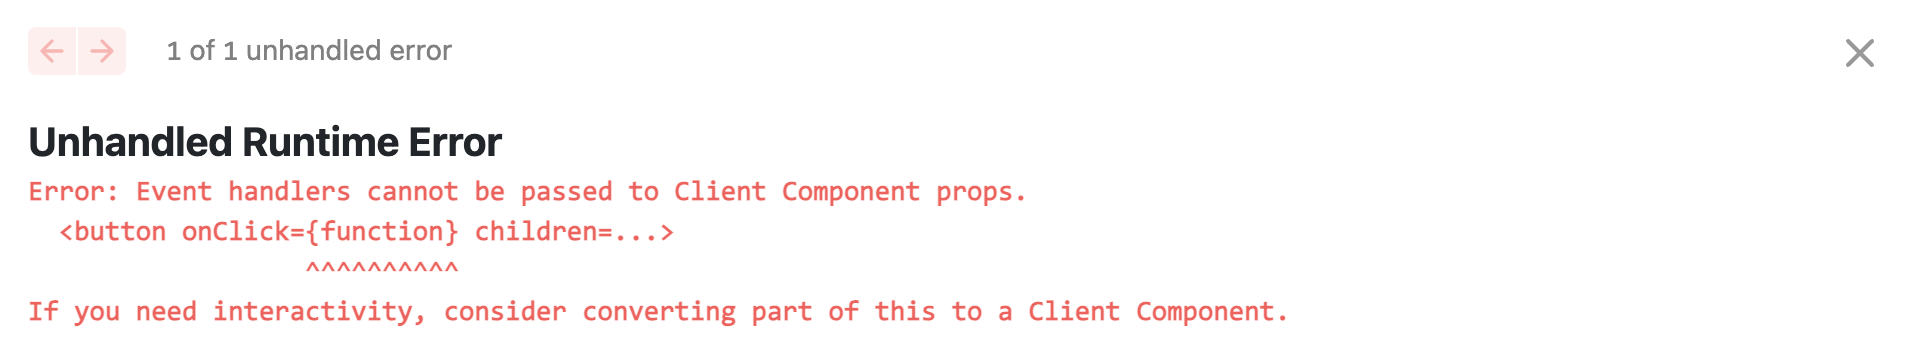 1 of 1 unhandled error
Unhandled Runtime Error
Error: Event handlers cannot be passed to Client Component props.
  <button onClick={function} children=...>
                  ^^^^^^^^^^
If you need interactivity, consider converting part of this to a Client Component.